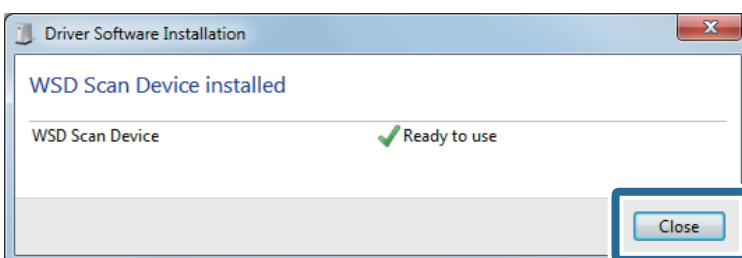 Driver Software Installation
WSD Scan Device installed
WSD Scan Device Ready to use
Close